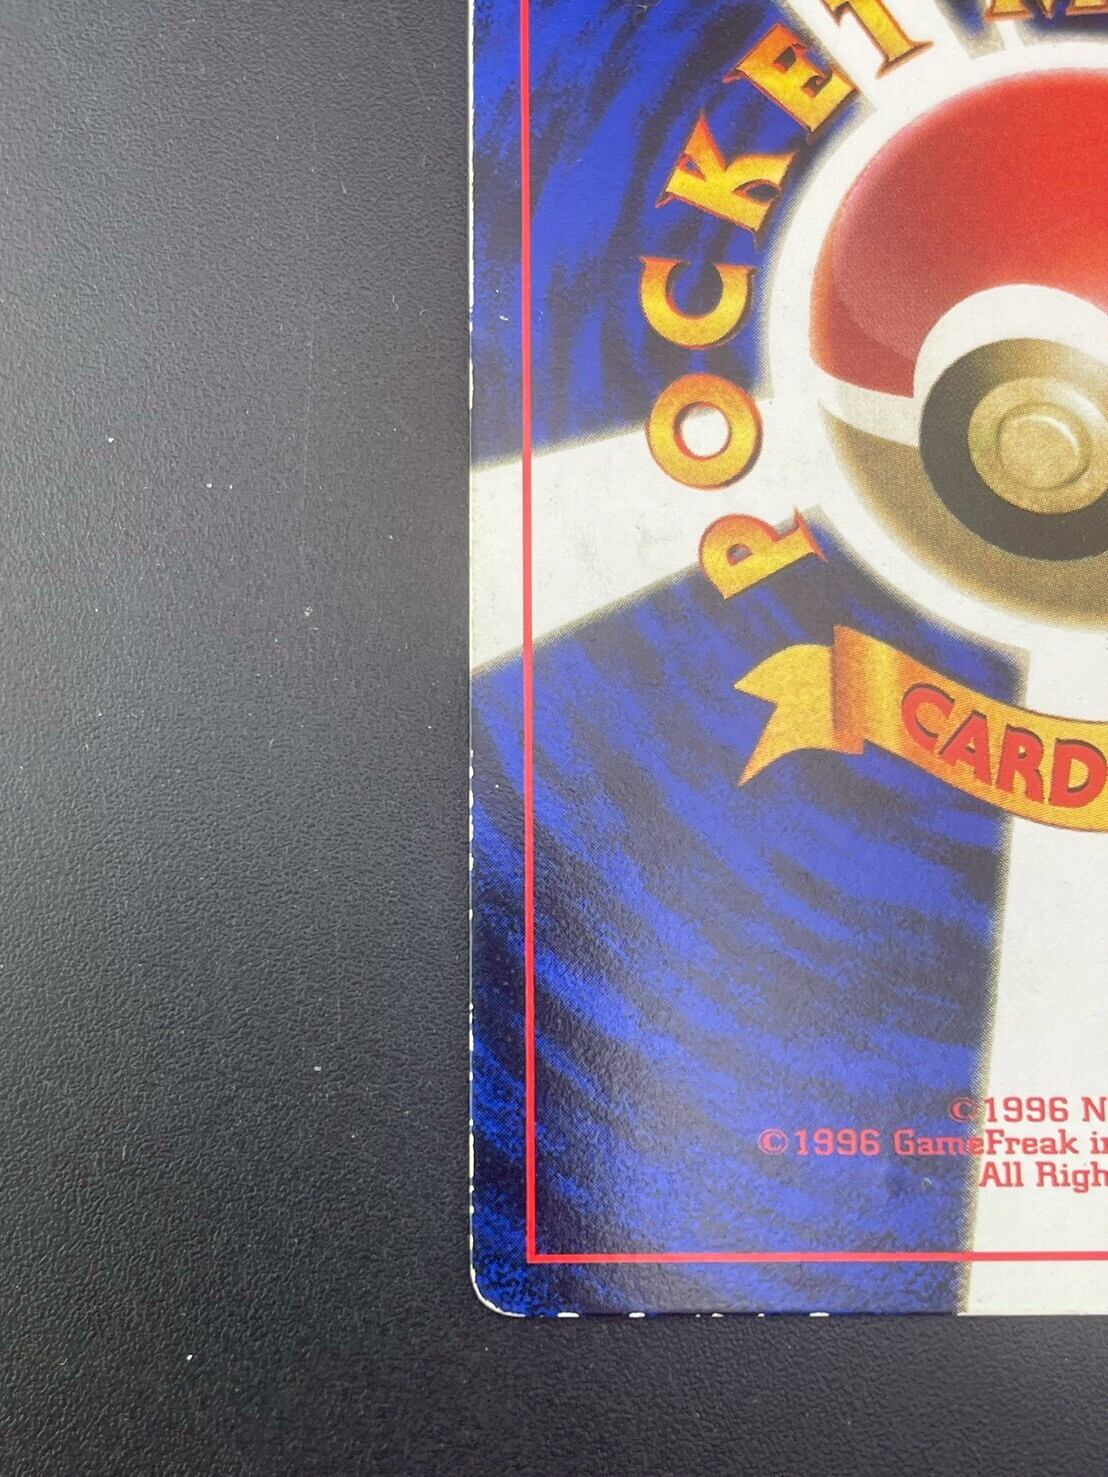 POCKET M
CARD
©1996 N
©1996 GameFreak in
All Righ